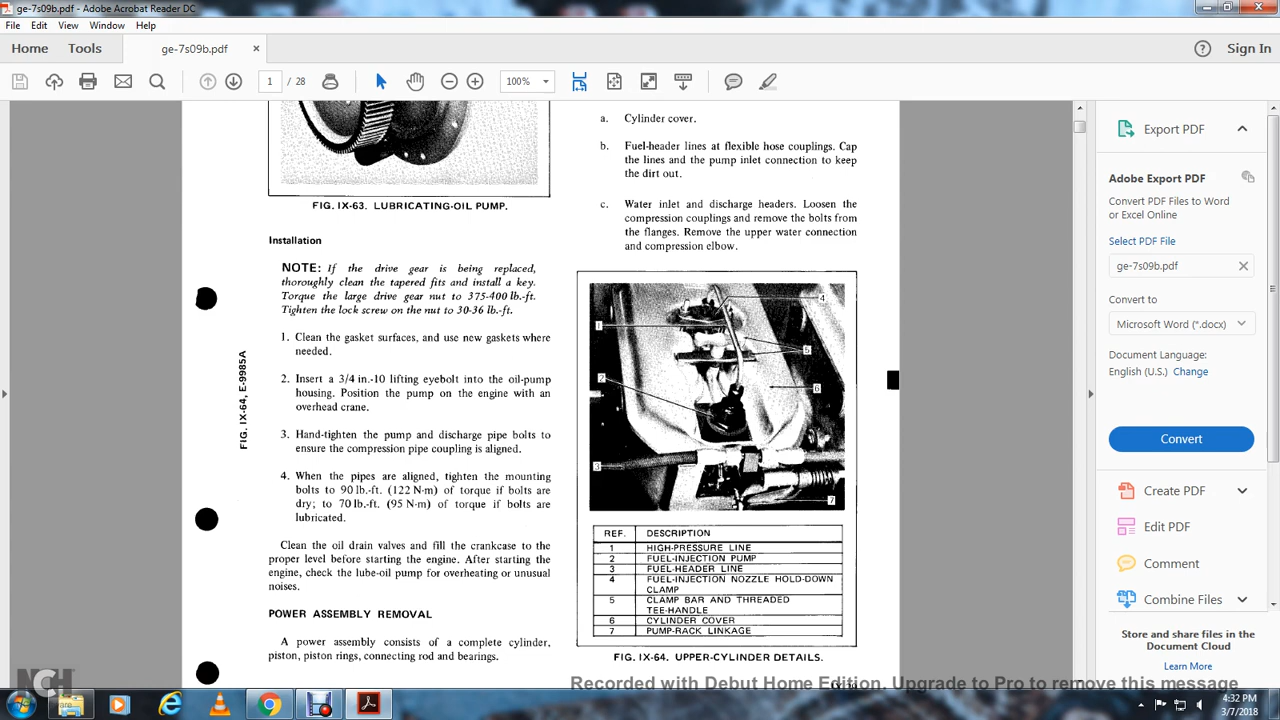 ge-7s09b.pdf - Adobe Acrobat Reader DC
File Edit View Window Help
Home Tools ge-7s09b.pdf × ? Sign In
1 / 28 100%
FIG. IX-63. LUBRICATING-OIL PUMP.
Installation
NOTE: If the drive gear is being replaced,
thoroughly clean the tapered fits and install a key.
Torque the large drive gear nut to 375-400 lb.-ft.
Tighten the lock screw on the nut to 30-36 lb.-ft.
1. Clean the gasket surfaces, and use new gaskets where
needed.
2. Insert a 3/4 in.-10 lifting eyebolt into the oil-pump
housing. Position the pump on the engine with an
overhead crane.
3. Hand-tighten the pump and discharge pipe bolts to
ensure the compression pipe coupling is aligned.
4. When the pipes are aligned, tighten the mounting
bolts to 90 lb.-ft. (122 N·m) of torque if bolts are
dry; to 70 lb.-ft. (95 N·m) of torque if bolts are
lubricated.
Clean the oil drain valves and fill the crankcase to the
proper level before starting the engine. After starting the
engine, check the lube-oil pump for overheating or unusual
noises.
POWER ASSEMBLY REMOVAL
A power assembly consists of a complete cylinder,
piston, piston rings, connecting rod and bearings.
FIG. IX-64, E-9985A
a. Cylinder cover.
b. Fuel-header lines at flexible hose couplings. Cap
the lines and the pump inlet connection to keep
the dirt out.
c. Water inlet and discharge headers. Loosen the
compression couplings and remove the bolts from
the flanges. Remove the upper water connection
and compression elbow.
4
1
5
2
6
3
7
REF. DESCRIPTION
1 HIGH-PRESSURE LINE
2 FUEL-INJECTION PUMP
3 FUEL-HEADER LINE
4 FUEL-INJECTION NOZZLE HOLD-DOWN
CLAMP
5 CLAMP BAR AND THREADED
TEE-HANDLE
6 CYLINDER COVER
7 PUMP-RACK LINKAGE
FIG. IX-64. UPPER-CYLINDER DETAILS.
Export PDF
Adobe Export PDF
Convert PDF Files to Word
or Excel Online
Select PDF File
ge-7s09b.pdf
Convert to
Microsoft Word (*.docx)
Document Language:
English (U.S.) Change
Convert
Create PDF
Edit PDF
Comment
Combine Files
Store and share files in the
Document Cloud
Learn More
NCH
Recorded with Debut Home Edition. Upgrade to Pro to remove this message
4:32 PM
3/7/2018